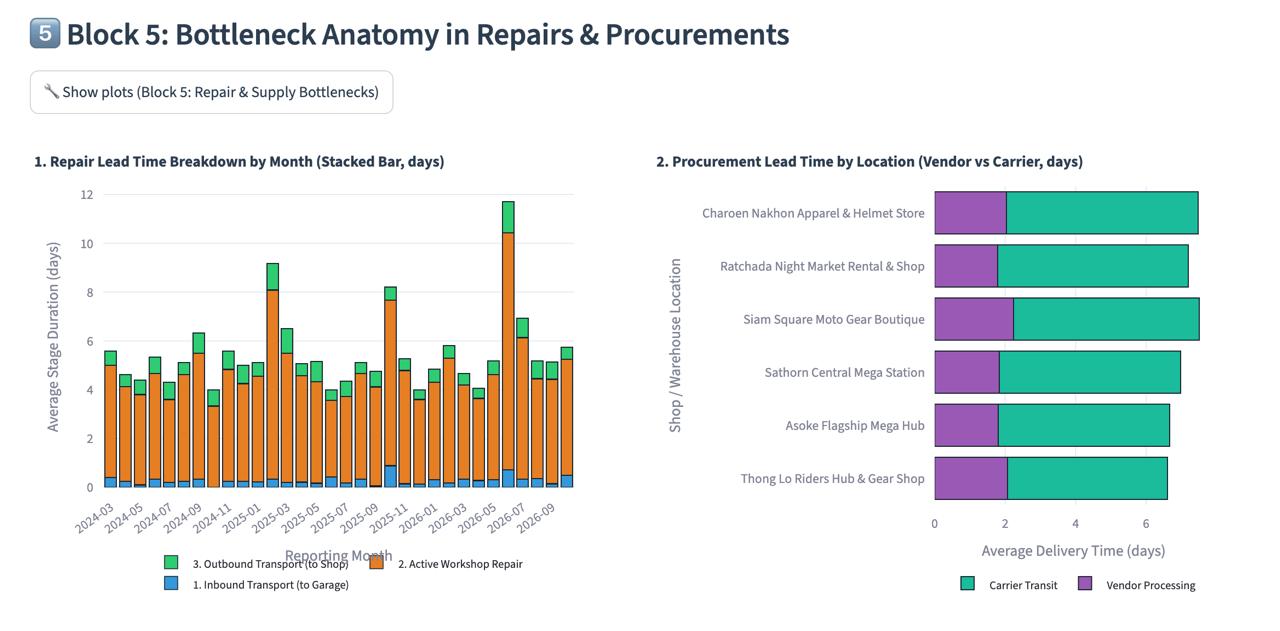 5 Block 5: Bottleneck Anatomy in Repairs & Procurements
Show plots (Block 5: Repair & Supply Bottlenecks)
1. Repair Lead Time Breakdown by Month (Stacked Bar, days)
Average Stage Duration (days)
12
10
8
6
4
2
0
2024-03
2024-05
2024-07
2024-09
2024-11
2025-01
2025-03
2025-05
2025-07
2025-09
2025-11
2026-01
2026-03
2026-05
2026-07
2026-09
Reporting Month
3. Outbound Transport (to Shop)
2. Active Workshop Repair
1. Inbound Transport (to Garage)
2. Procurement Lead Time by Location (Vendor vs Carrier, days)
Shop / Warehouse Location
Charoen Nakhon Apparel & Helmet Store
Ratchada Night Market Rental & Shop
Siam Square Moto Gear Boutique
Sathorn Central Mega Station
Asoke Flagship Mega Hub
Thong Lo Riders Hub & Gear Shop
0 2 4 6
Average Delivery Time (days)
Carrier Transit
Vendor Processing